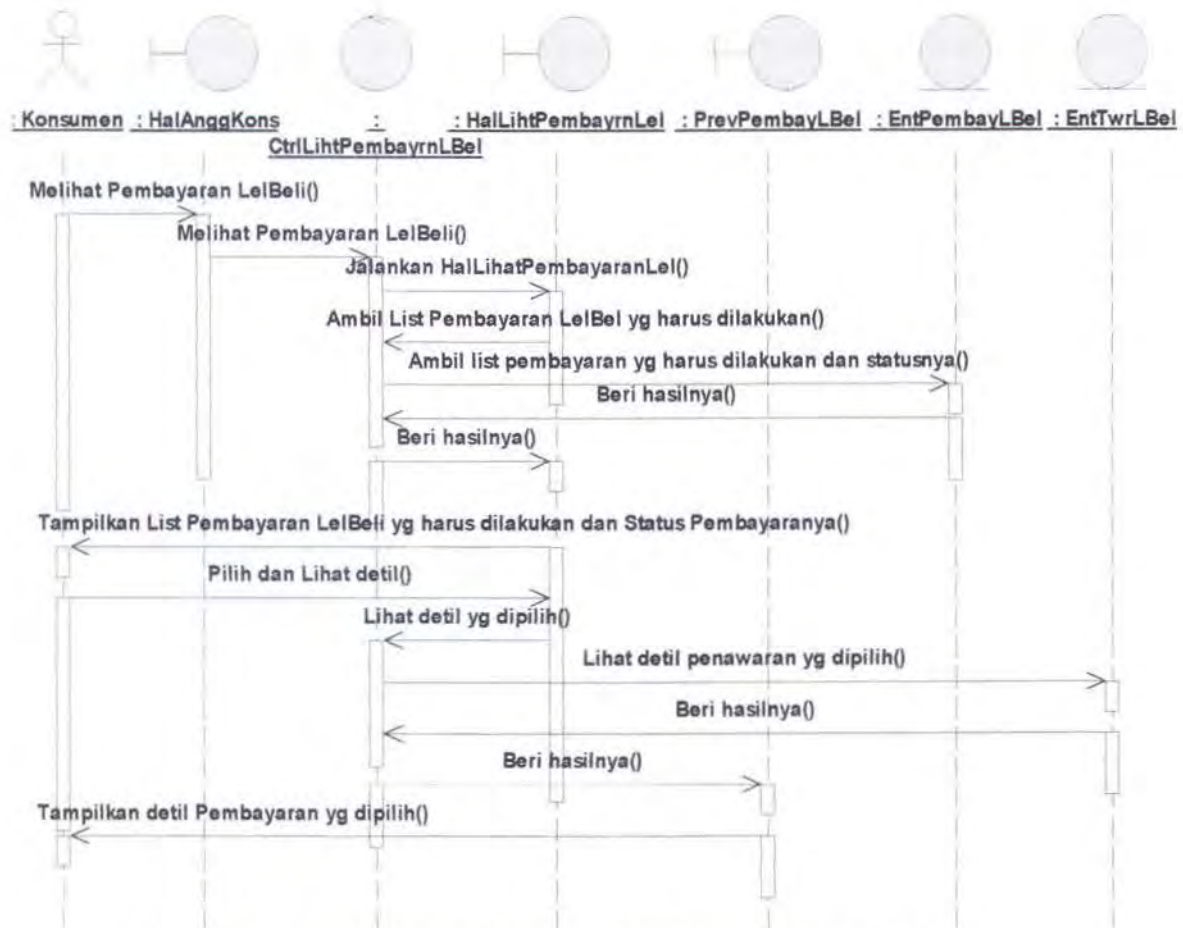 : Konsumen : HalAnggKons : : HalLihtPembayrnLel : PrevPembayLBel : EntPembayLBel : EntTwrLBel
CtrlLihtPembayrnLBel
Melihat Pembayaran LelBeli()
Melihat Pembayaran LelBeli()
Jalankan HalLihatPembayaranLel()
Ambil List Pembayaran LelBel yg harus dilakukan()
Ambil list pembayaran yg harus dilakukan dan statusnya()
Beri hasilnya()
Beri hasilnya()
Tampilkan List Pembayaran LelBeli yg harus dilakukan dan Status Pembayaranya()
Pilih dan Lihat detil()
Lihat detil yg dipilih()
Lihat detil penawaran yg dipilih()
Beri hasilnya()
Beri hasilnya()
Tampilkan detil Pembayaran yg dipilih()